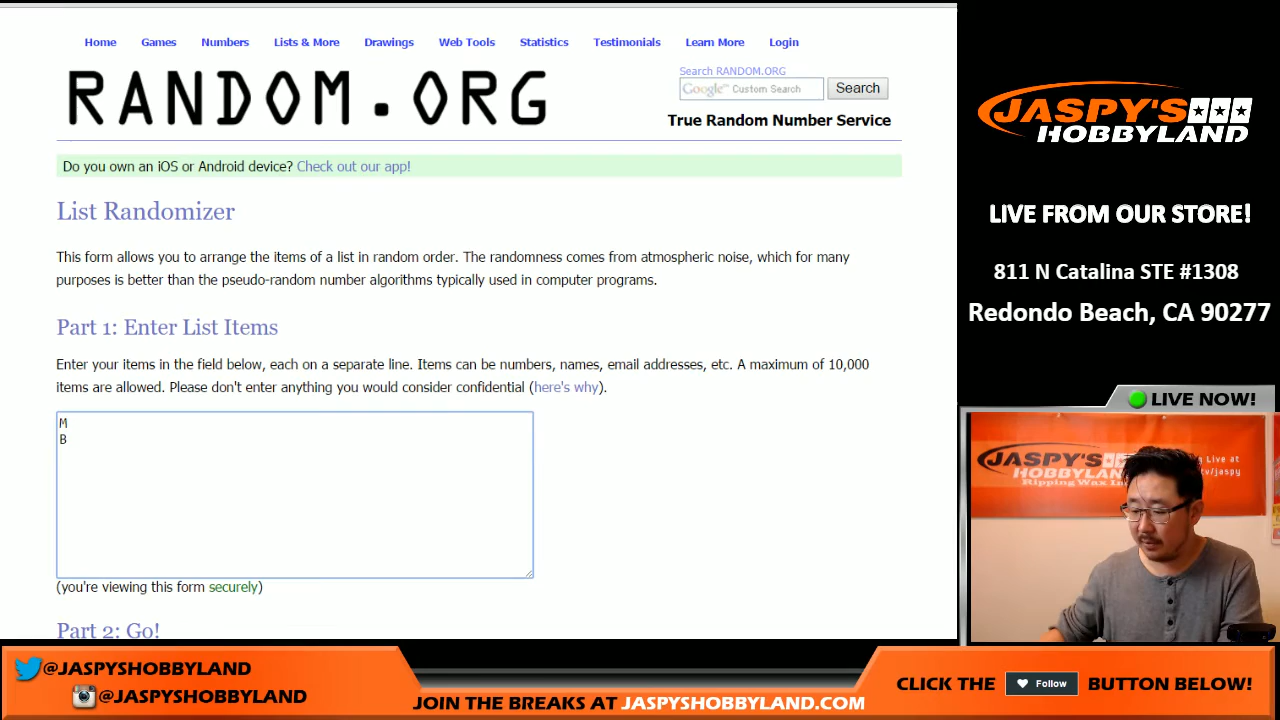 Home Games Numbers Lists & More Drawings Web Tools Statistics Testimonials Learn More Login
RANDOM.ORG
Search RANDOM.ORG
Google™ Custom Search
Search
True Random Number Service
Do you own an iOS or Android device? Check out our app!
List Randomizer
This form allows you to arrange the items of a list in random order. The randomness comes from atmospheric noise, which for many
purposes is better than the pseudo-random number algorithms typically used in computer programs.
Part 1: Enter List Items
Enter your items in the field below, each on a separate line. Items can be numbers, names, email addresses, etc. A maximum of 10,000
items are allowed. Please don't enter anything you would consider confidential (here's why).
M
B
(you're viewing this form securely)
Part 2: Go!
JASPY'S
HOBBYLAND
LIVE FROM OUR STORE!
811 N Catalina STE #1308
Redondo Beach, CA 90277
LIVE NOW!
JASPY'S
HOBBYLAN
Ripping Wax
g Live at
tv/jaspy
@JASPYSHOBBYLAND
@JASPYSHOBBYLAND
JOIN THE BREAKS AT JASPYSHOBBYLAND.COM
CLICK THE Follow BUTTON BELOW!